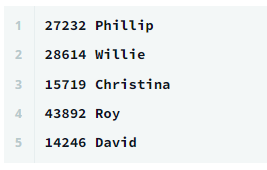 1 27232 Phillip
2 28614 Willie
3 15719 Christina
4 43892 Roy
5 14246 David